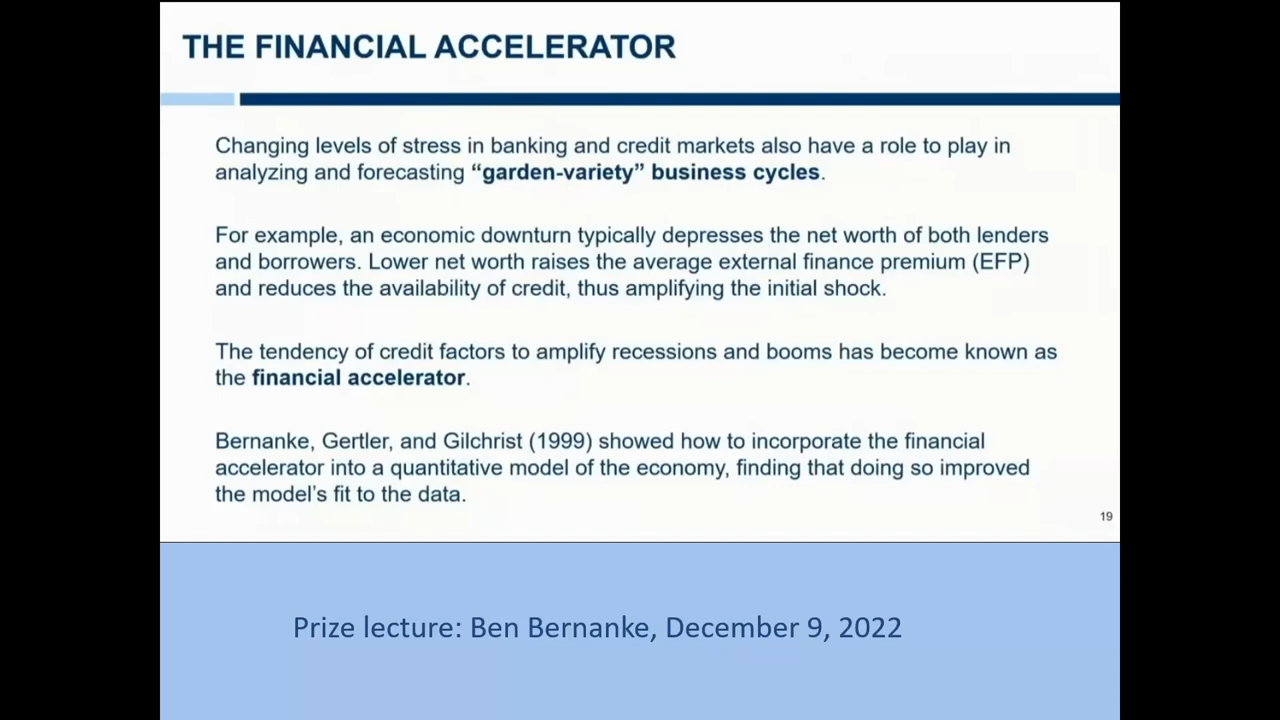 THE FINANCIAL ACCELERATOR
Changing levels of stress in banking and credit markets also have a role to play in
analyzing and forecasting “garden-variety” business cycles.
For example, an economic downturn typically depresses the net worth of both lenders
and borrowers. Lower net worth raises the average external finance premium (EFP)
and reduces the availability of credit, thus amplifying the initial shock.
The tendency of credit factors to amplify recessions and booms has become known as
the financial accelerator.
Bernanke, Gertler, and Gilchrist (1999) showed how to incorporate the financial
accelerator into a quantitative model of the economy, finding that doing so improved
the model’s fit to the data.
19
Prize lecture: Ben Bernanke, December 9, 2022